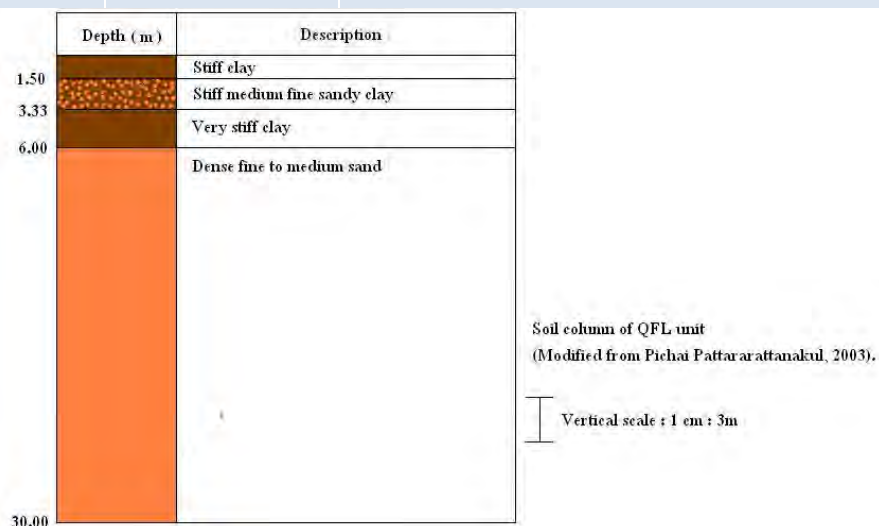 Depth ( m )
Description
Stiff clay
1.50
Stiff medium fine sandy clay
3.33
Very stiff clay
6.00
Dense fine to medium sand
Soil column of QFL unit
(Modified from Pichai Pattararattanakul, 2003).
Vertical scale : 1 cm : 3m
30.00